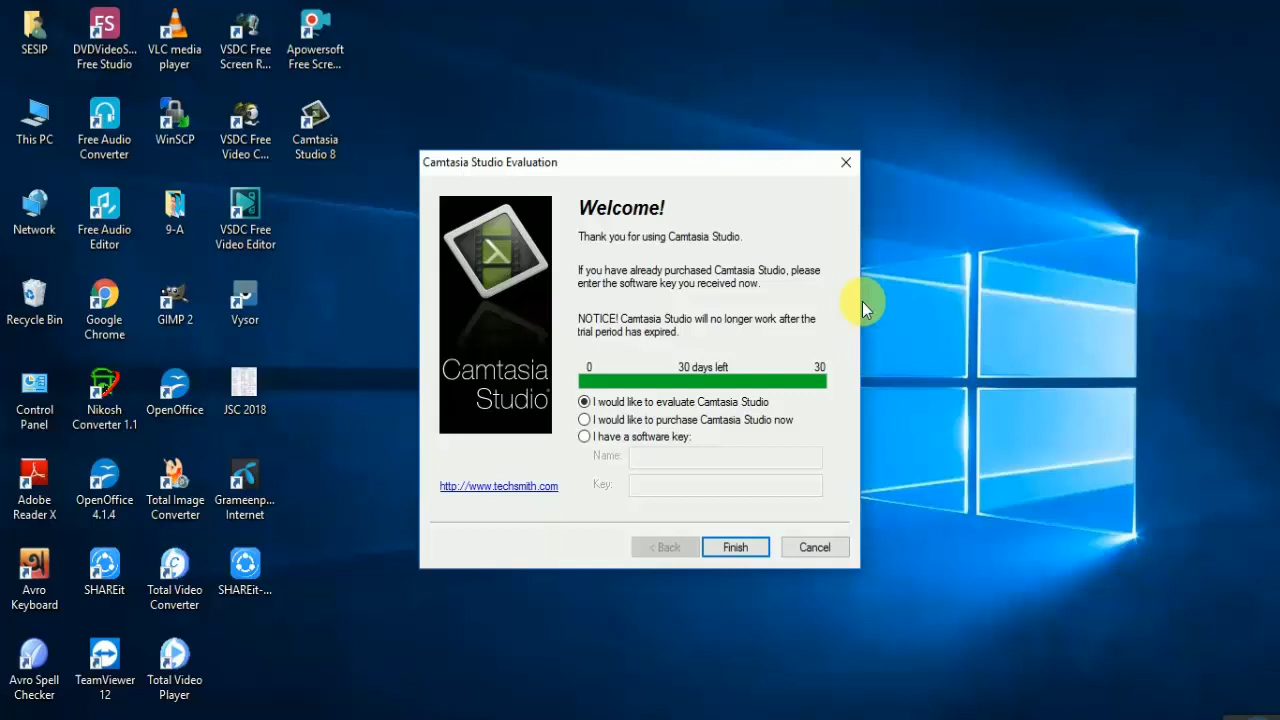 SESIP
DVDVideoS...
Free Studio
VLC media
player
VSDC Free
Screen R...
Apowersoft
Free Scre...
This PC
Free Audio
Converter
WinSCP
VSDC Free
Video C...
Camtasia
Studio 8
Network
Free Audio
Editor
9-A
VSDC Free
Video Editor
Recycle Bin
Google
Chrome
GIMP 2
Vysor
Control
Panel
Nikosh
Converter 1.1
OpenOffice
JSC 2018
Adobe
Reader X
OpenOffice
4.1.4
Total Image
Converter
Grameenp...
Internet
Avro
Keyboard
SHAREit
Total Video
Converter
SHAREit-...
Avro Spell
Checker
TeamViewer
12
Total Video
Player
Camtasia Studio Evaluation
Camtasia
Studio®
http://www.techsmith.com
Welcome!
Thank you for using Camtasia Studio.
If you have already purchased Camtasia Studio, please
enter the software key you received now.
NOTICE! Camtasia Studio will no longer work after the
trial period has expired.
0 30 days left 30
I would like to evaluate Camtasia Studio
I would like to purchase Camtasia Studio now
I have a software key:
Name:
Key:
< Back Finish Cancel